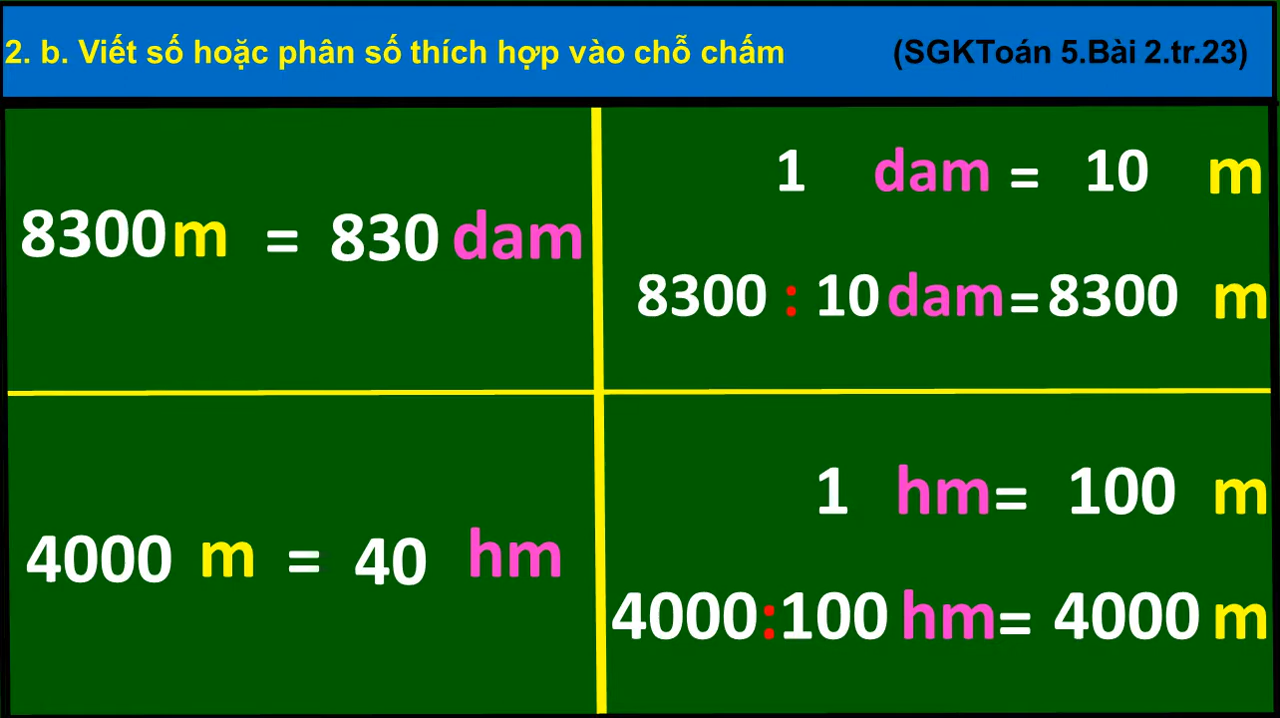 2. b. Viết số hoặc phân số thích hợp vào chỗ chấm (SGKToán 5.Bài 2.tr.23)
8300 m = 830 dam
1 dam = 10 m
8300 : 10 dam = 8300 m
4000 m = 40 hm
1 hm = 100 m
4000:100 hm = 4000 m